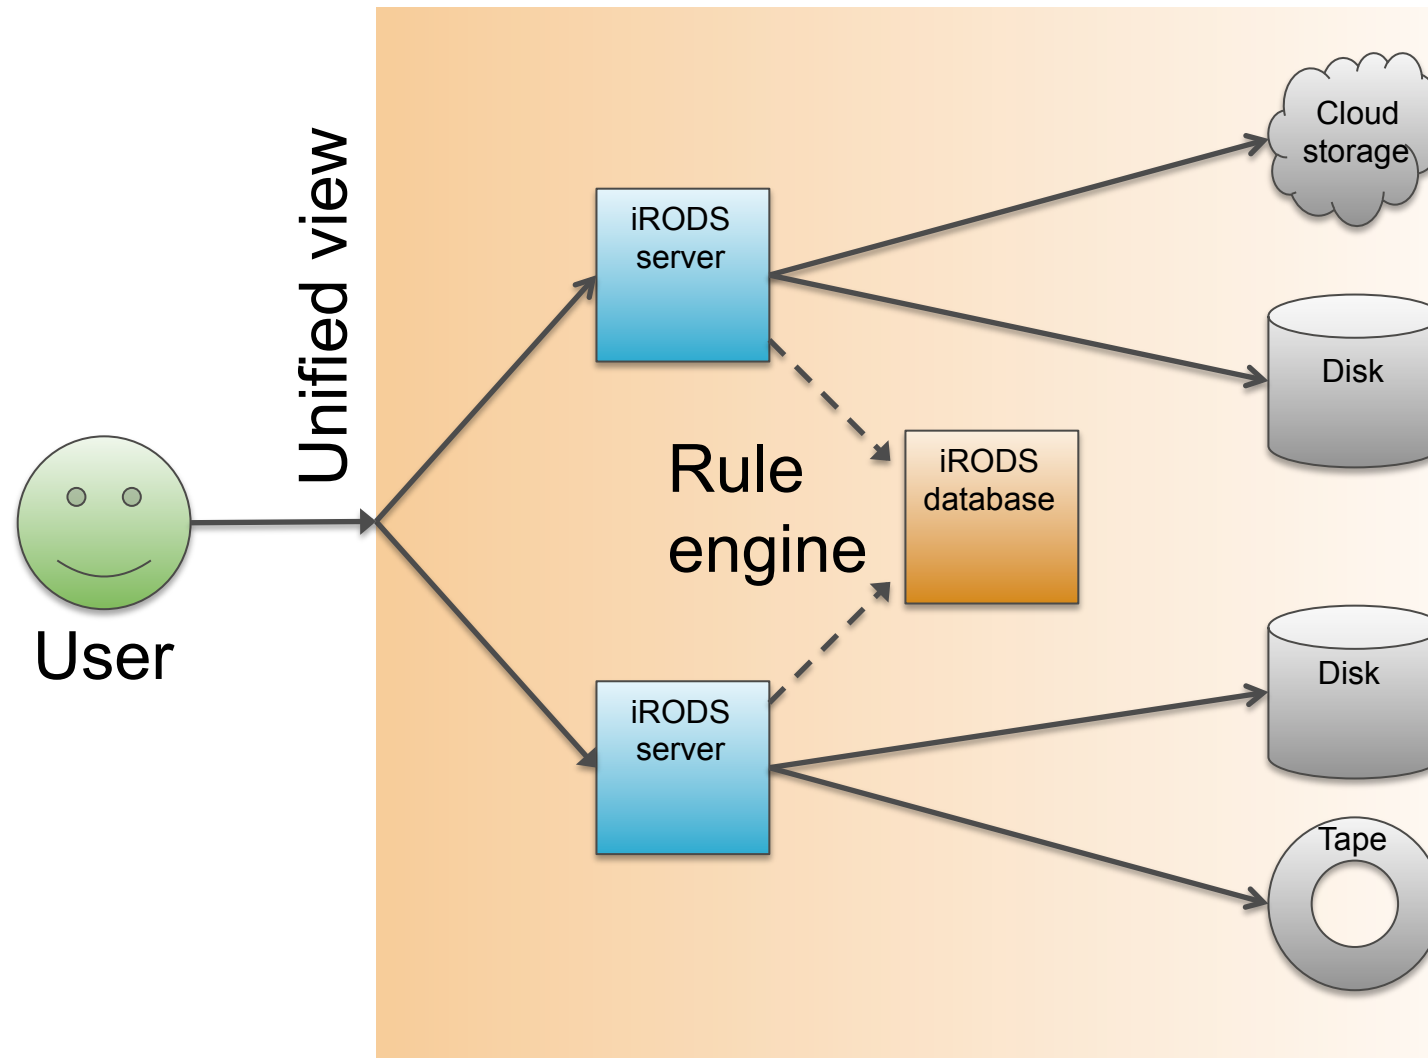 User
Unified view
iRODS
server
Rule
engine
iRODS
database
iRODS
server
Cloud
storage
Disk
Disk
Tape